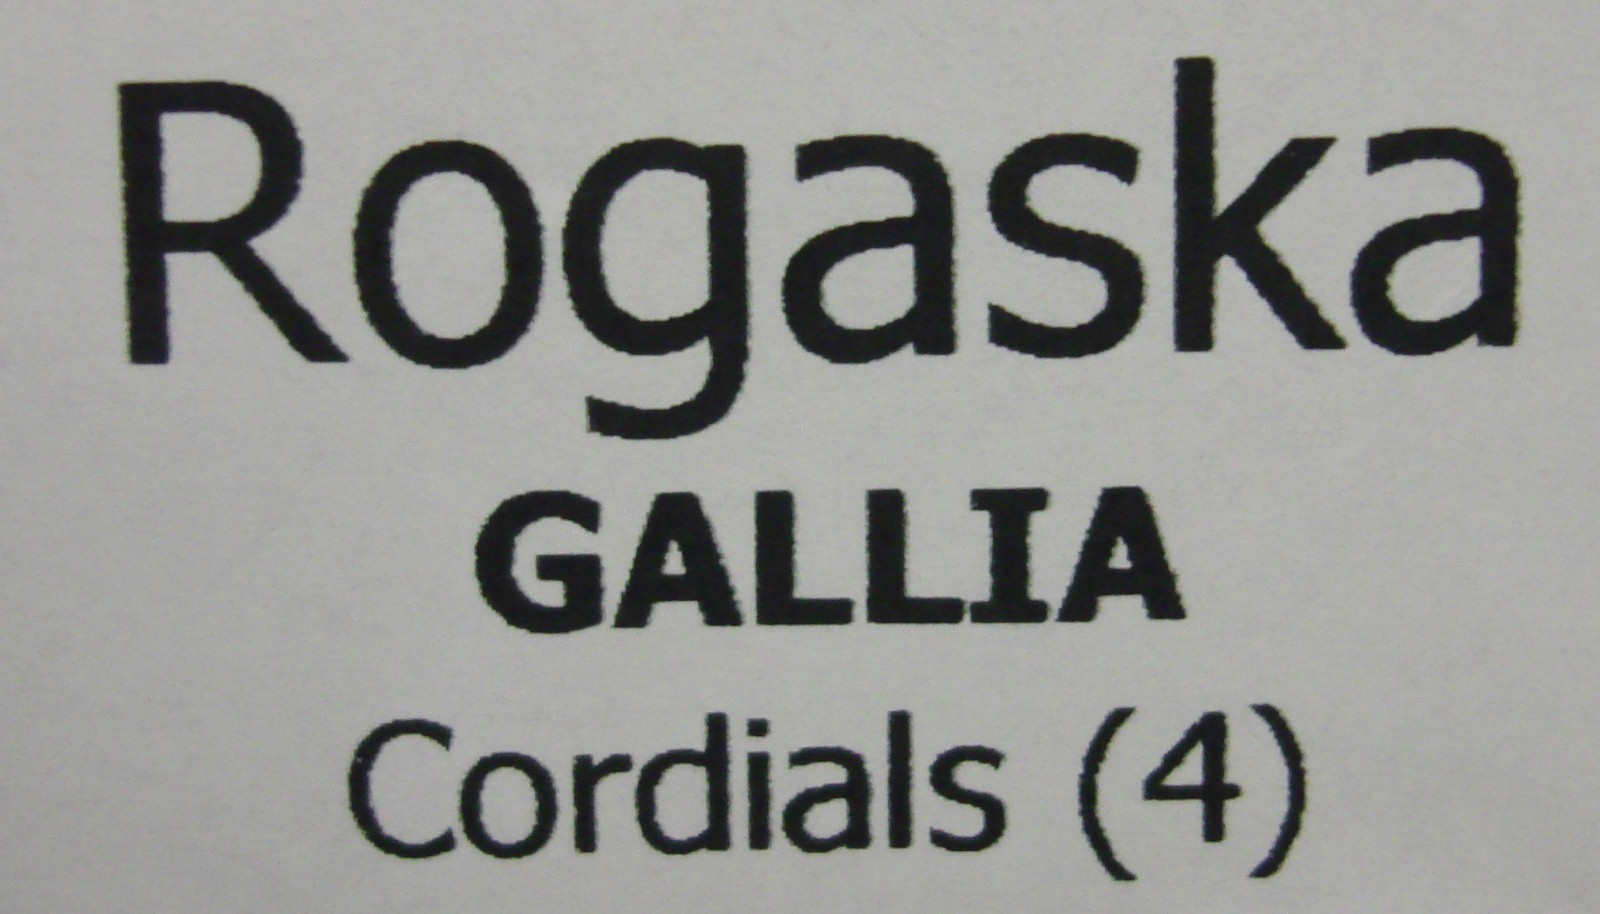 Rogaska
GALLIA
Cordials (4)